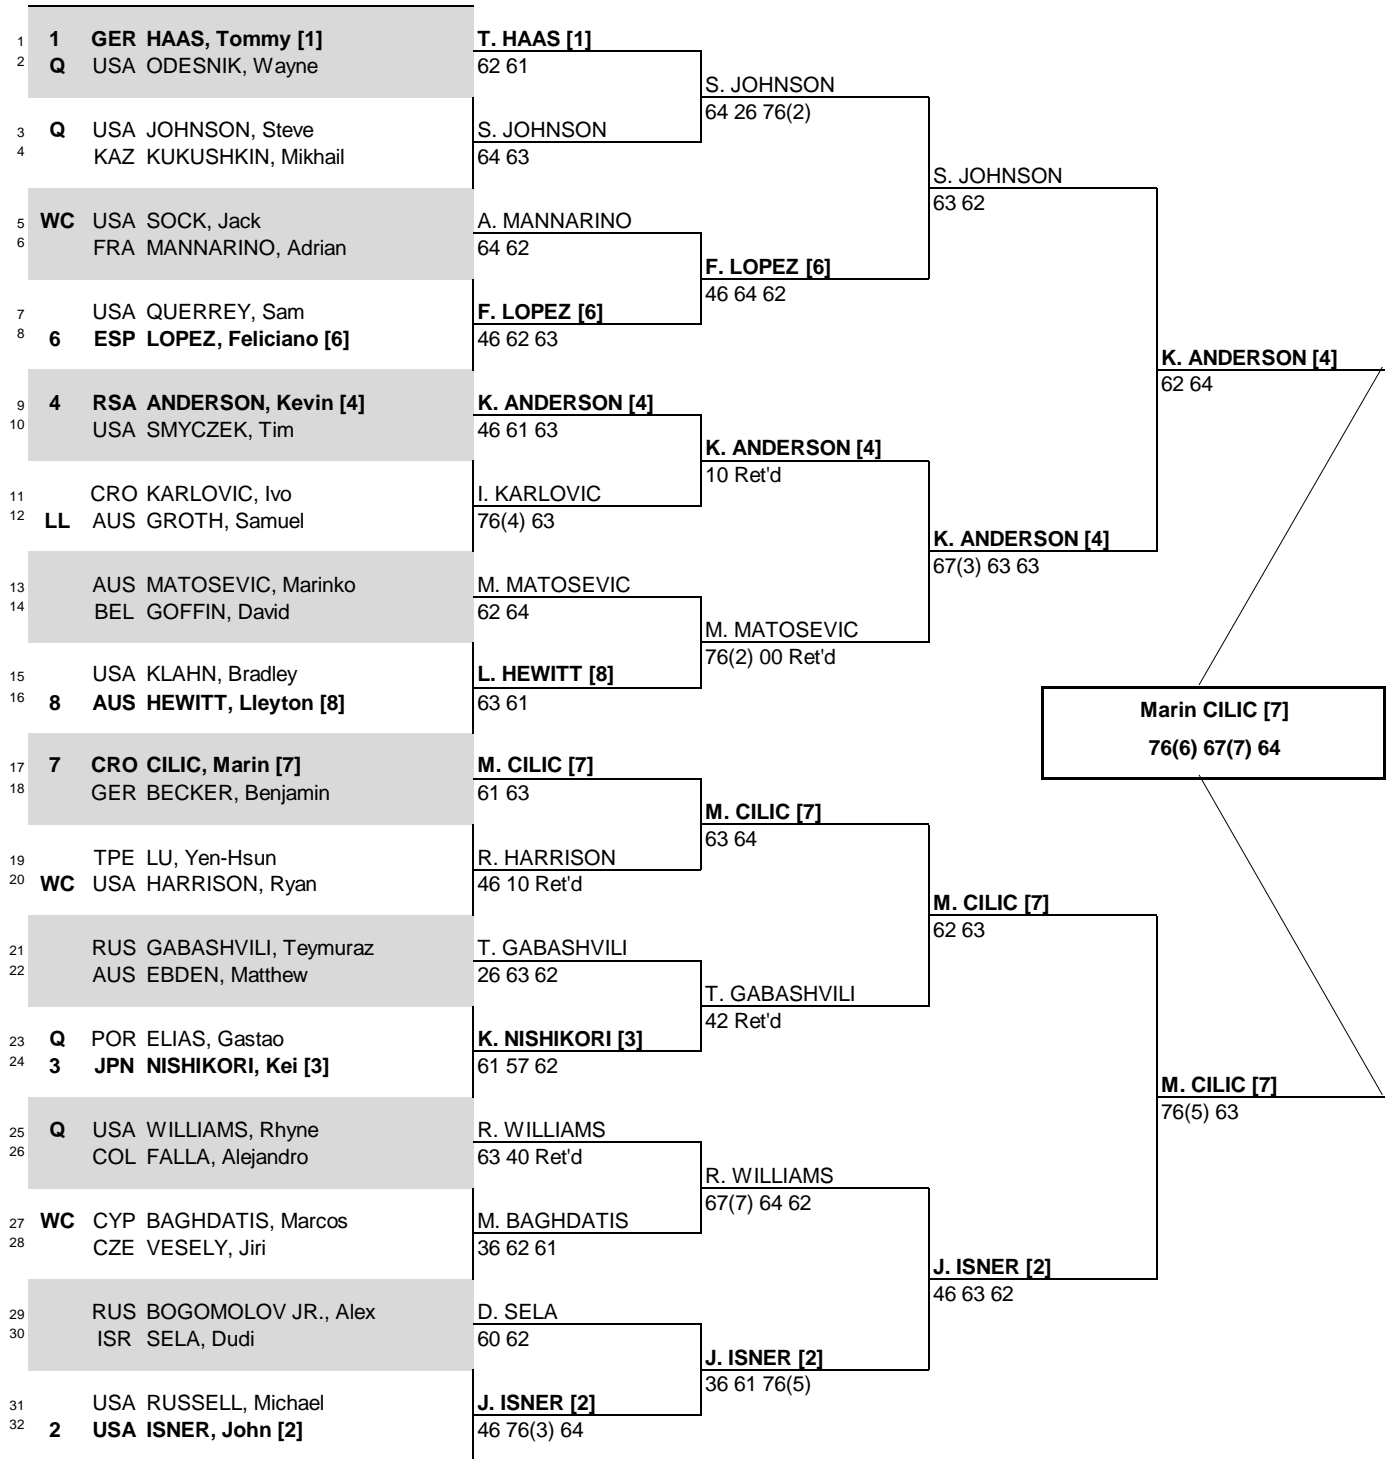 1 1 GER HAAS, Tommy [1]
2 Q USA ODESNIK, Wayne
3 Q USA JOHNSON, Steve
4 KAZ KUKUSHKIN, Mikhail
5 WC USA SOCK, Jack
6 FRA MANNARINO, Adrian
7 USA QUERREY, Sam
8 6 ESP LOPEZ, Feliciano [6]
9 4 RSA ANDERSON, Kevin [4]
10 USA SMYCZEK, Tim
11 CRO KARLOVIC, Ivo
12 LL AUS GROTH, Samuel
13 AUS MATOSEVIC, Marinko
14 BEL GOFFIN, David
15 USA KLAHN, Bradley
16 8 AUS HEWITT, Lleyton [8]
17 7 CRO CILIC, Marin [7]
18 GER BECKER, Benjamin
19 TPE LU, Yen-Hsun
20 WC USA HARRISON, Ryan
21 RUS GABASHVILI, Teymuraz
22 AUS EBDEN, Matthew
23 Q POR ELIAS, Gastao
24 3 JPN NISHIKORI, Kei [3]
25 Q USA WILLIAMS, Rhyne
26 COL FALLA, Alejandro
27 WC CYP BAGHDATIS, Marcos
28 CZE VESELY, Jiri
29 RUS BOGOMOLOV JR., Alex
30 ISR SELA, Dudi
31 USA RUSSELL, Michael
32 2 USA ISNER, John [2]
T. HAAS [1]
62 61
S. JOHNSON
64 63
A. MANNARINO
64 62
F. LOPEZ [6]
46 62 63
K. ANDERSON [4]
46 61 63
I. KARLOVIC
76(4) 63
M. MATOSEVIC
62 64
L. HEWITT [8]
63 61
M. CILIC [7]
61 63
R. HARRISON
46 10 Ret'd
T. GABASHVILI
26 63 62
K. NISHIKORI [3]
61 57 62
R. WILLIAMS
63 40 Ret'd
M. BAGHDATIS
36 62 61
D. SELA
60 62
J. ISNER [2]
46 76(3) 64
S. JOHNSON
64 26 76(2)
F. LOPEZ [6]
46 64 62
K. ANDERSON [4]
10 Ret'd
M. MATOSEVIC
76(2) 00 Ret'd
M. CILIC [7]
63 64
T. GABASHVILI
42 Ret'd
R. WILLIAMS
67(7) 64 62
J. ISNER [2]
36 61 76(5)
S. JOHNSON
63 62
K. ANDERSON [4]
67(3) 63 63
M. CILIC [7]
62 63
J. ISNER [2]
46 63 62
K. ANDERSON [4]
62 64
M. CILIC [7]
76(5) 63
Marin CILIC [7]
76(6) 67(7) 64